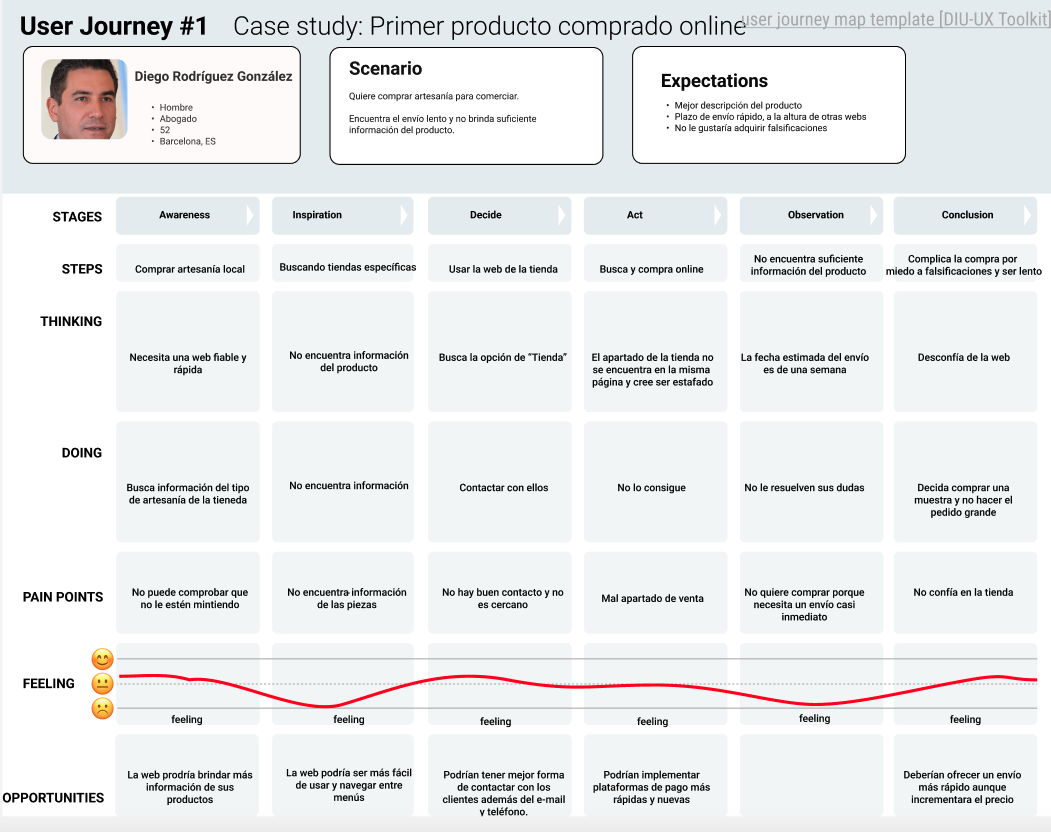 User Journey #1 Case study: Primer producto comprado online
user journey map template [DIU-UX Toolkit]
Diego Rodríguez González
• Hombre
• Abogado
• 52
• Barcelona, ES
Scenario
Quiere comprar artesanía para comerciar.
Encuentra el envío lento y no brinda suficiente
información del producto.
Expectations
• Mejor descripción del producto
• Plazo de envío rápido, a la altura de otras webs
• No le gustaría adquirir falsificaciones
STAGES
Awareness
Inspiration
Decide
Act
Observation
Conclusion
STEPS
Comprar artesanía local
Buscando tiendas específicas
Usar la web de la tienda
Busca y compra online
No encuentra suficiente
información del producto
Complica la compra por
miedo a falsificaciones y ser lento
THINKING
Necesita una web fiable y
rápida
No encuentra información
del producto
Busca la opción de “Tienda”
El apartado de la tienda no
se encuentra en la misma
página y cree ser estafado
La fecha estimada del envío
es de una semana
Desconfía de la web
DOING
Busca información del tipo
de artesanía de la tieneda
No encuentra información
Contactar con ellos
No lo consigue
No le resuelven sus dudas
Decida comprar una
muestra y no hacer el
pedido grande
PAIN POINTS
No puede comprobar que
no le estén mintiendo
No encuentra información
de las piezas
No hay buen contacto y no
es cercano
Mal apartado de venta
No quiere comprar porque
necesita un envío casi
inmediato
No confía en la tienda
FEELING
feeling
feeling
feeling
feeling
feeling
feeling
OPPORTUNITIES
La web prodría brindar más
información de sus
productos
La web podría ser más fácil
de usar y navegar entre
menús
Podrían tener mejor forma
de contactar con los
clientes además del e-mail
y teléfono.
Podrían implementar
plataformas de pago más
rápidas y nuevas
Deberían ofrecer un envío
más rápido aunque
incrementara el precio